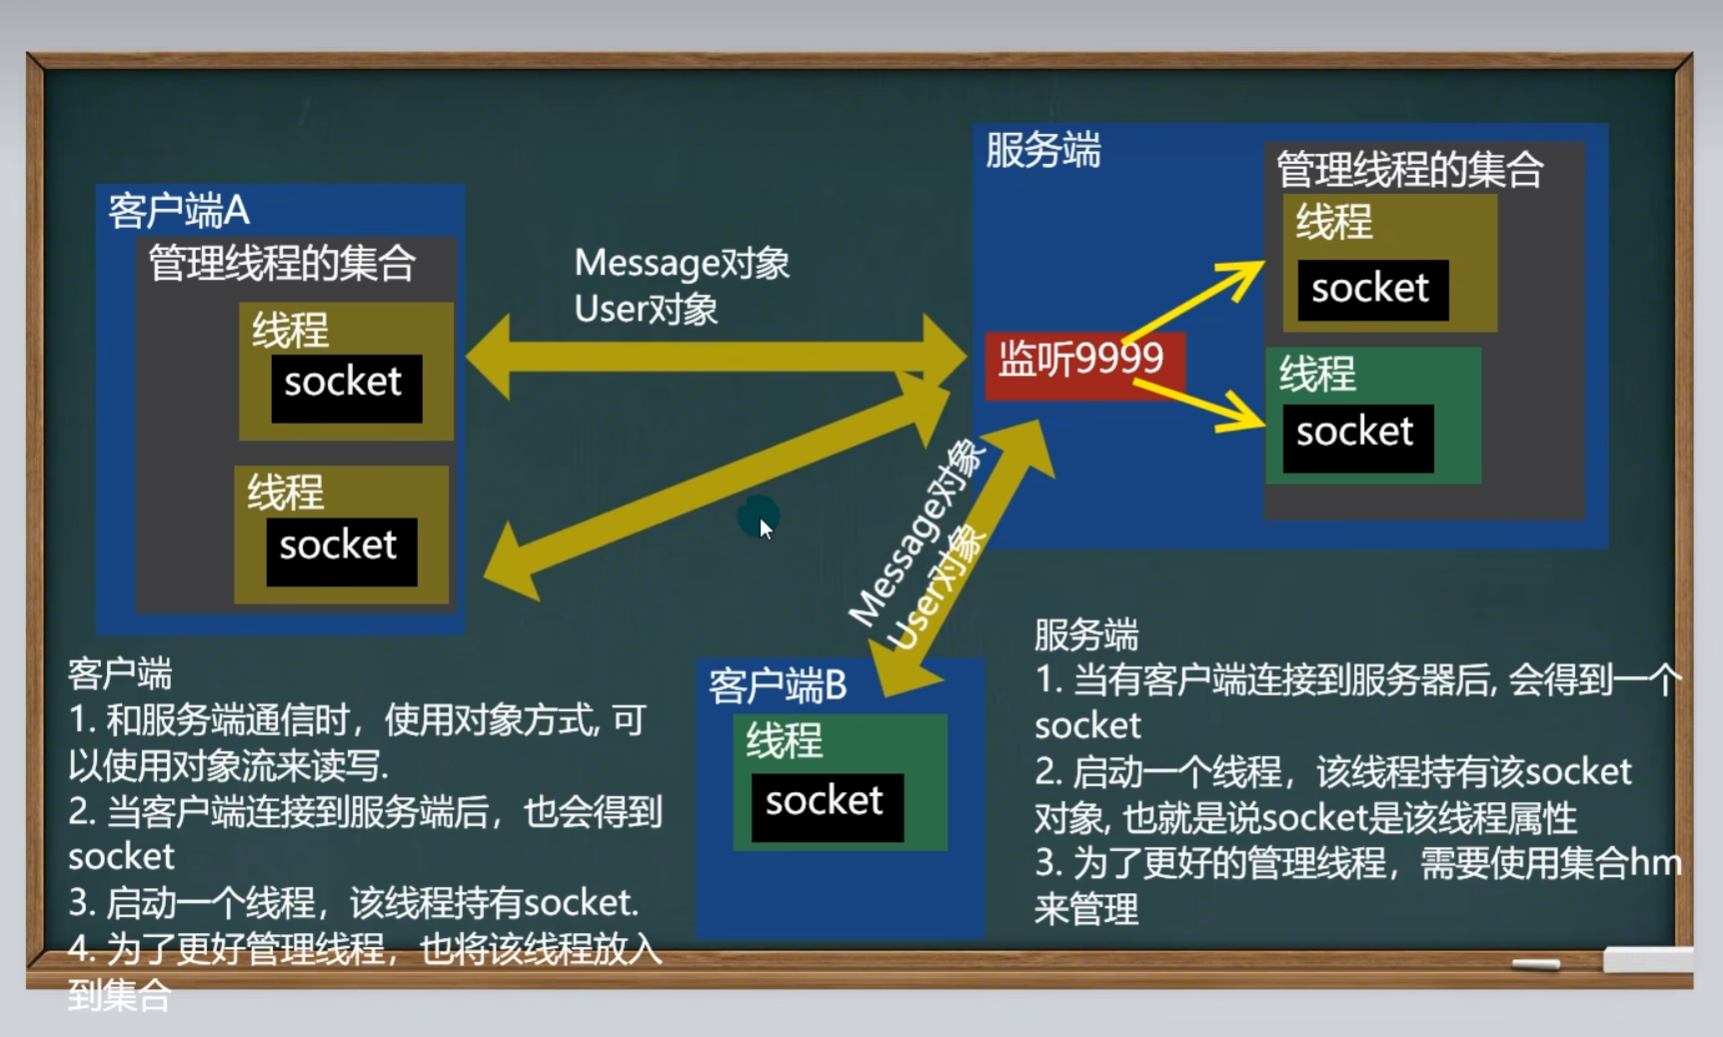 客户端A
管理线程的集合
线程
socket
线程
socket
Message对象
User对象
服务端
监听9999
管理线程的集合
线程
socket
线程
socket
Message对象
User对象
客户端B
线程
socket
客户端
1. 和服务端通信时，使用对象方式, 可
以使用对象流来读写.
2. 当客户端连接到服务端后，也会得到
socket
3. 启动一个线程，该线程持有socket.
4. 为了更好管理线程，也将该线程放入
到集合
服务端
1. 当有客户端连接到服务器后, 会得到一个
socket
2. 启动一个线程，该线程持有该socket
对象, 也就是说socket是该线程属性
3. 为了更好的管理线程，需要使用集合hm
来管理